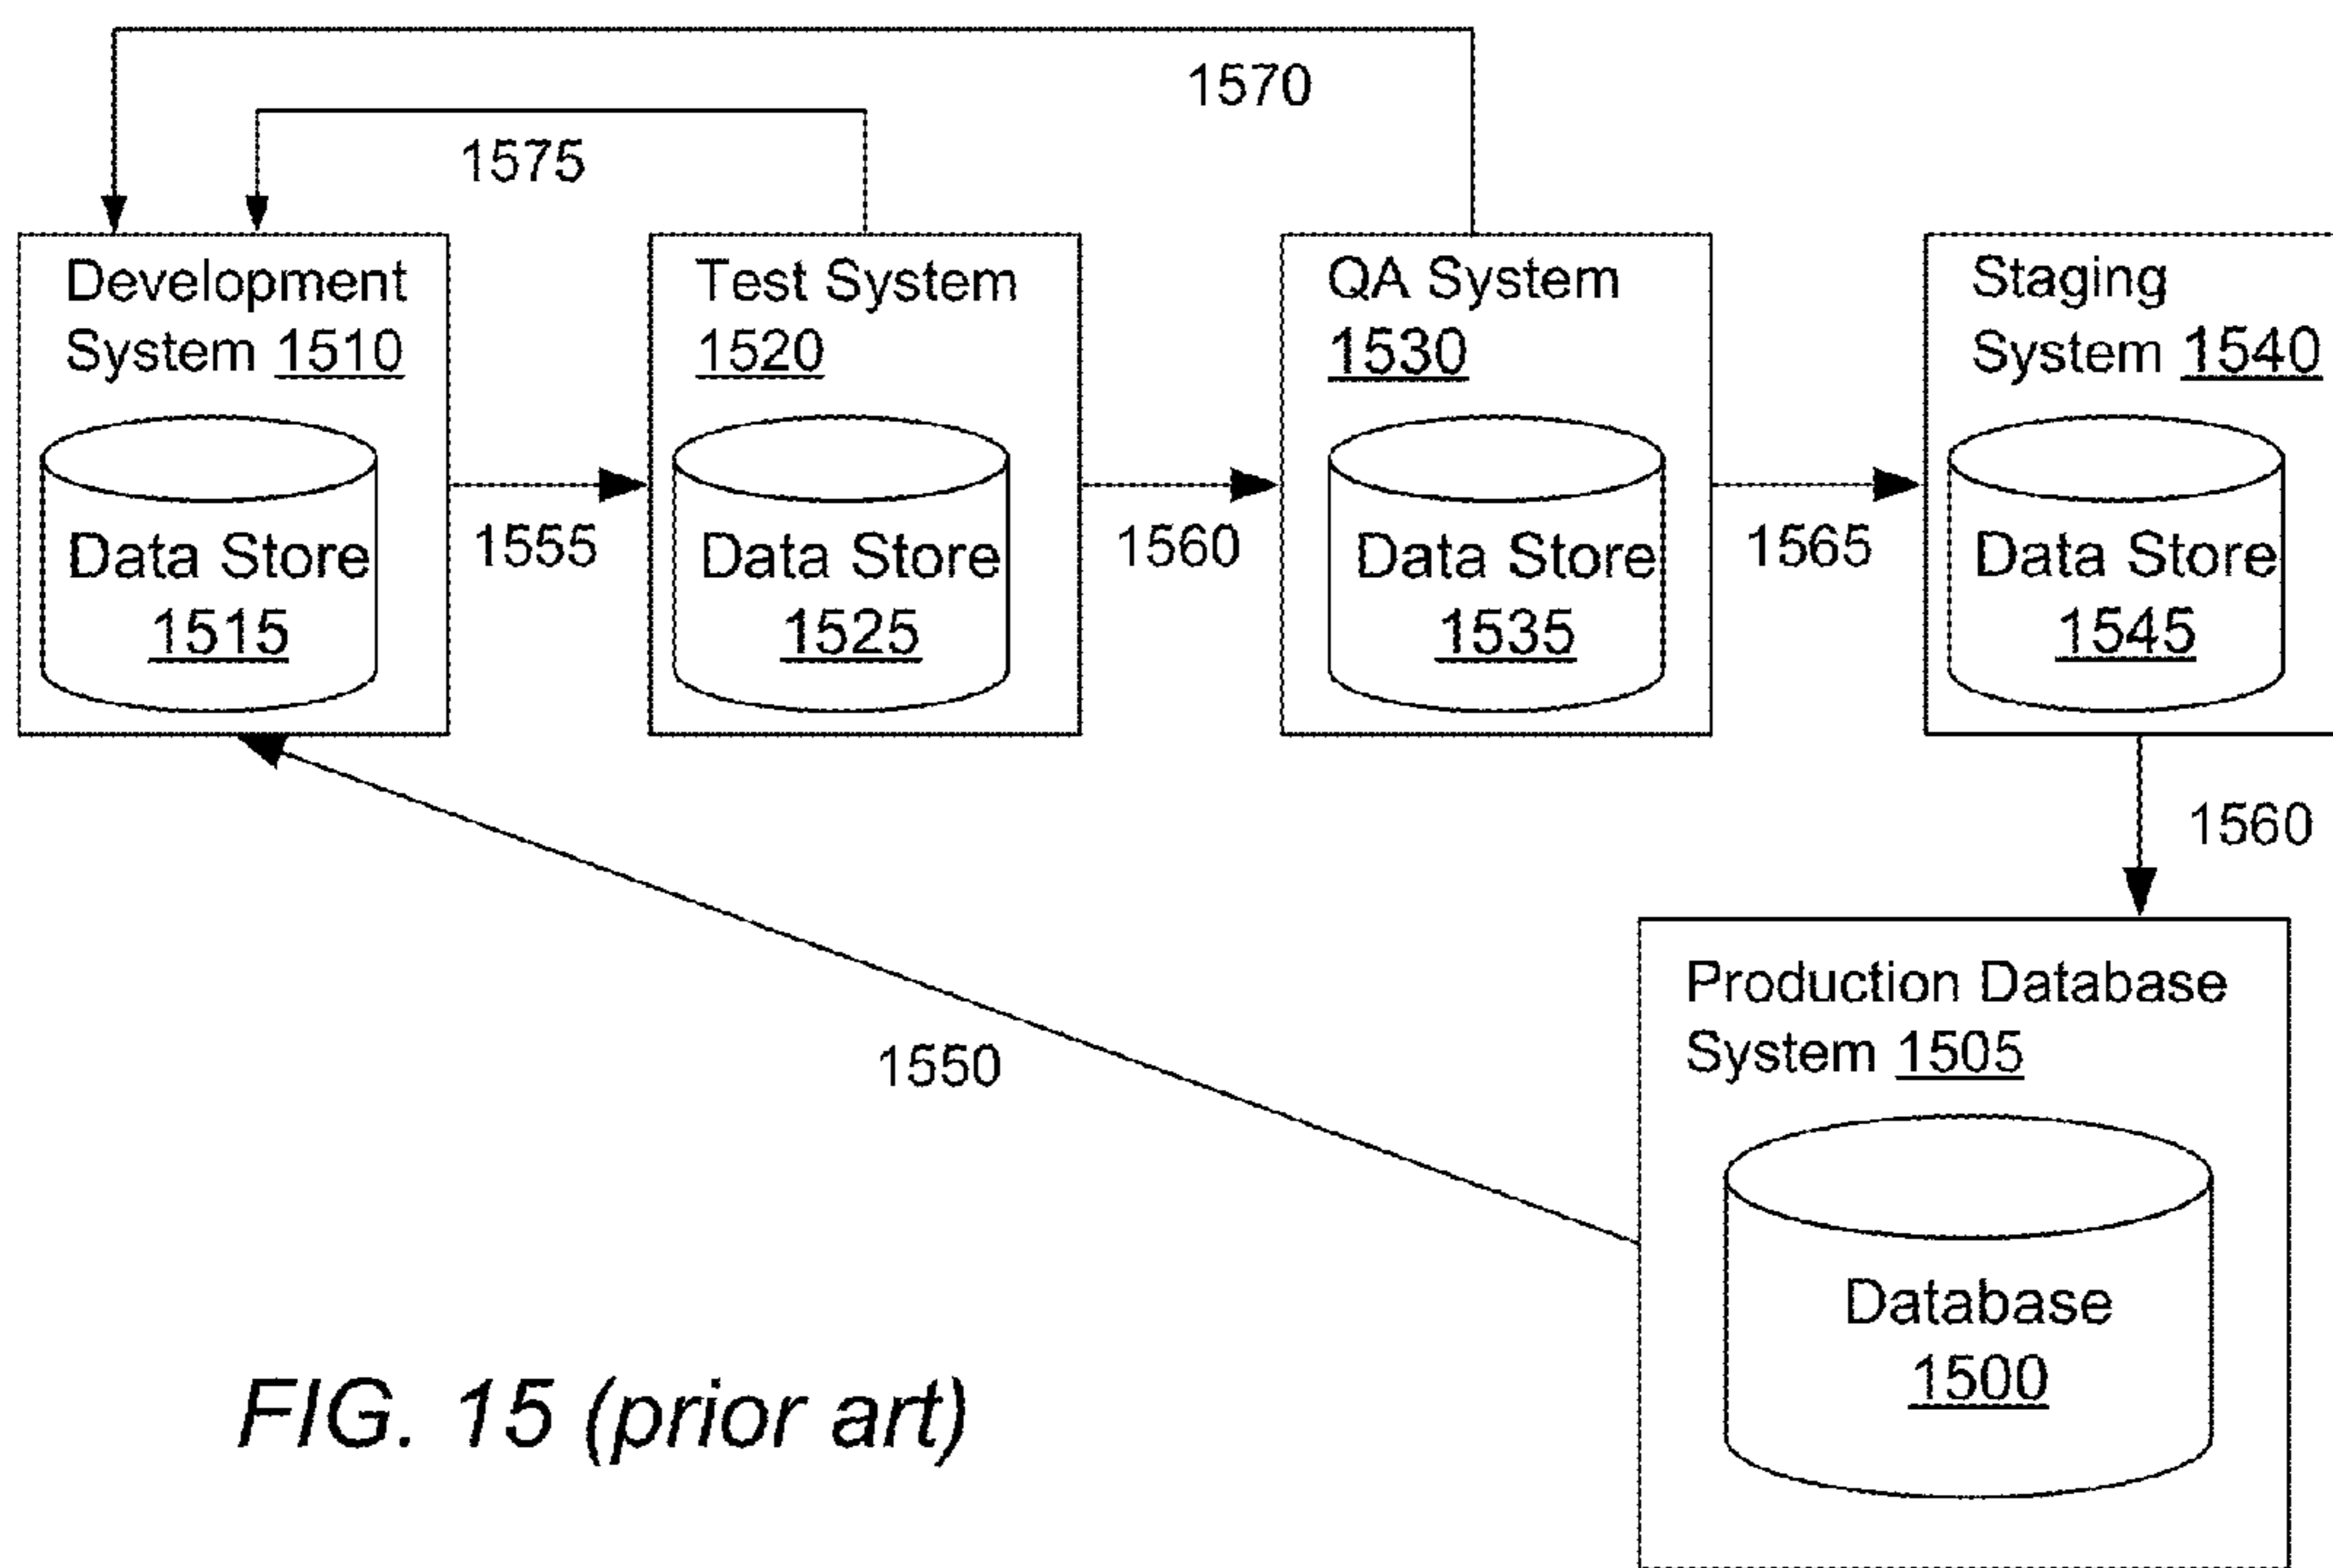 1570
1575
Development
System 1510
Data Store
1515
1555
Test System
1520
Data Store
1525
1560
QA System
1530
Data Store
1535
1565
Staging
System 1540
Data Store
1545
1560
1550
Production Database
System 1505
Database
1500
FIG. 15 (prior art)